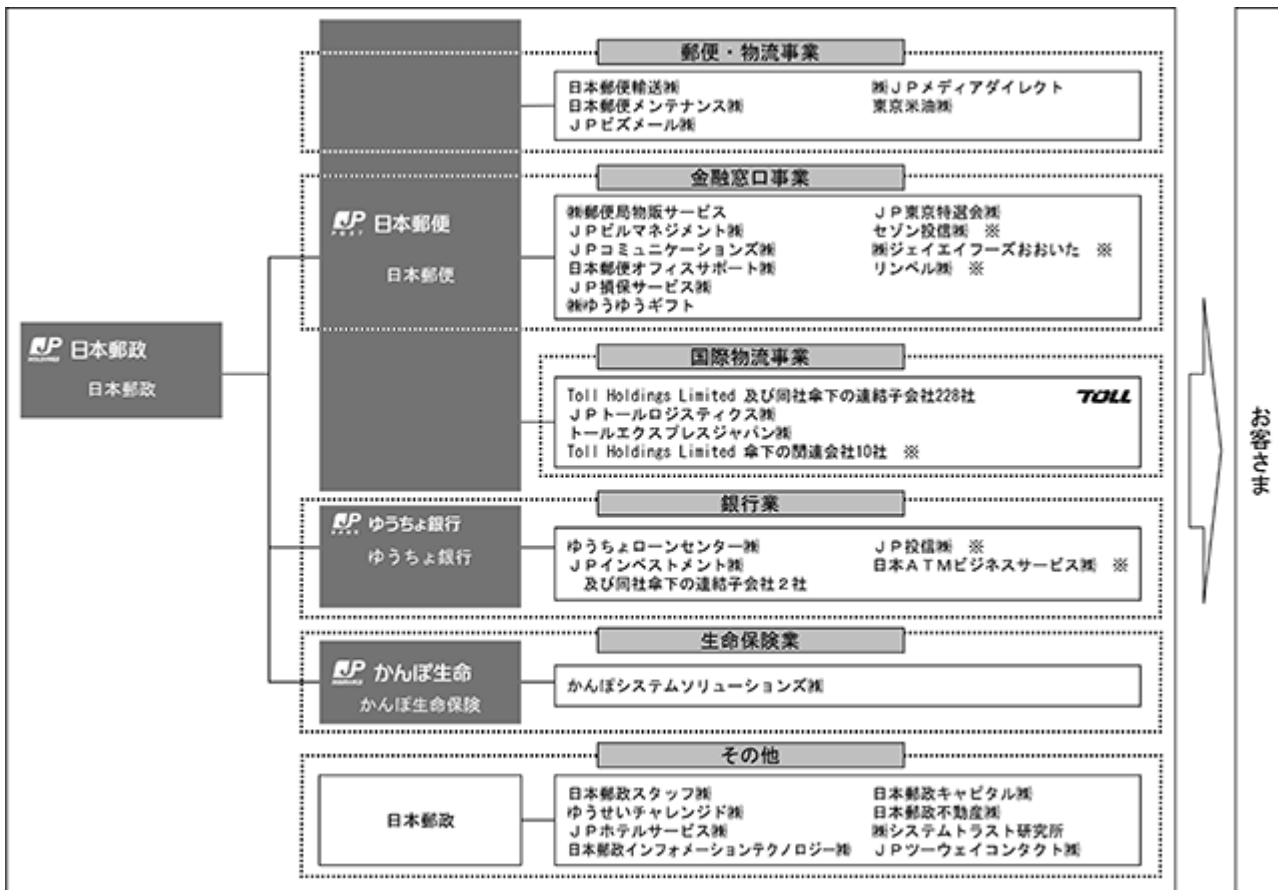 郵便・物流事業
日本郵便輸送㈱
日本郵便メンテナンス㈱
ＪＰビズメール㈱
㈱ＪＰメディアダイレクト
東京米油㈱
金融窓口事業
JP 日本郵便
POST
日本郵便
㈱郵便局物販サービス
ＪＰビルマネジメント㈱
ＪＰコミュニケーションズ㈱
日本郵便オフィスサポート㈱
ＪＰ損保サービス㈱
㈱ゆうゆうギフト
ＪＰ東京特選会㈱
セゾン投信㈱ ※
㈱ジェイエイフーズおおいた ※
リンベル㈱ ※
JP 日本郵政
HOLDINGS
日本郵政
国際物流事業
Toll Holdings Limited 及び同社傘下の連結子会社228社
ＪＰトールロジスティクス㈱
トールエクスプレスジャパン㈱
Toll Holdings Limited 傘下の関連会社10社 ※
TOLL
銀行業
JP ゆうちょ銀行
BANK
ゆうちょ銀行
ゆうちょローンセンター㈱
ＪＰインベストメント㈱
及び同社傘下の連結子会社２社
ＪＰ投信㈱ ※
日本ＡＴＭビジネスサービス㈱ ※
生命保険業
JP かんぽ生命
INSURANCE
かんぽ生命保険
かんぽシステムソリューションズ㈱
その他
日本郵政
日本郵政スタッフ㈱
ゆうせいチャレンジド㈱
ＪＰホテルサービス㈱
日本郵政インフォメーションテクノロジー㈱
日本郵政キャピタル㈱
日本郵政不動産㈱
㈱システムトラスト研究所
ＪＰツーウェイコンタクト㈱
お客さま